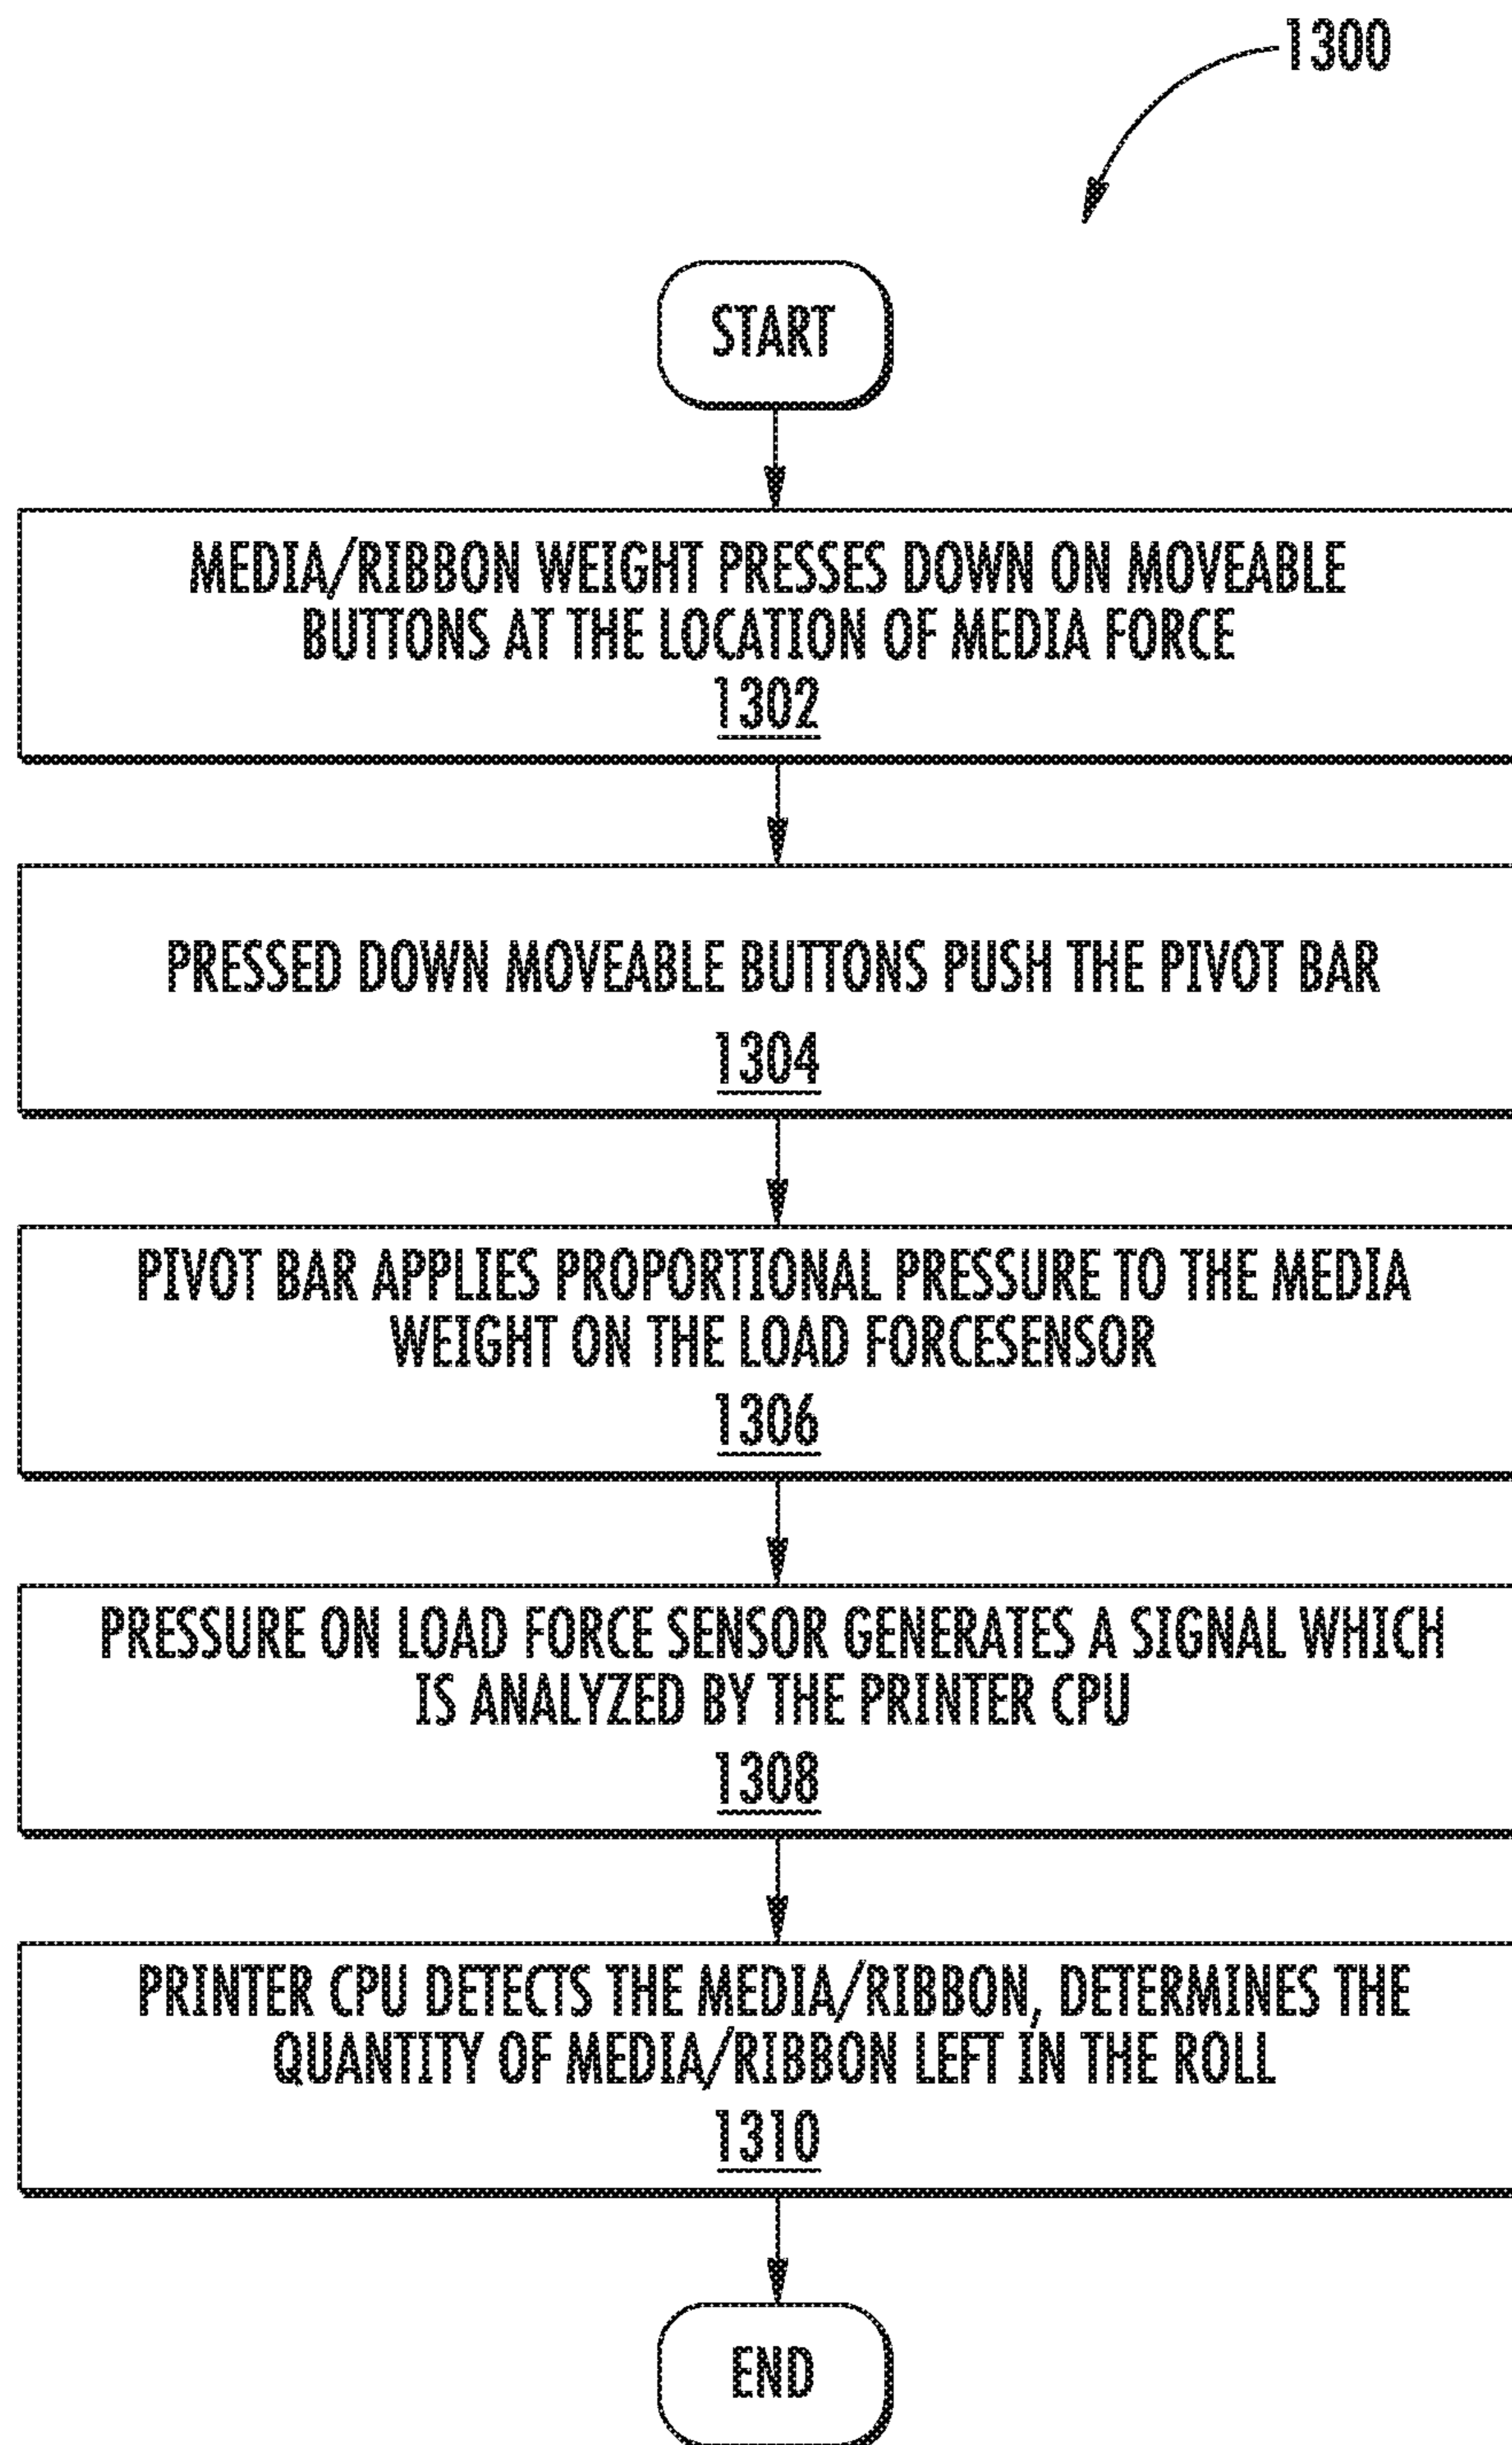 1300
START
MEDIA/RIBBON WEIGHT PRESSES DOWN ON MOVEABLE
BUTTONS AT THE LOCATION OF MEDIA FORCE
1302
PRESSED DOWN MOVEABLE BUTTONS PUSH THE PIVOT BAR
1304
PIVOT BAR APPLIES PROPORTIONAL PRESSURE TO THE MEDIA
WEIGHT ON THE LOAD FORCESENSOR
1306
PRESSURE ON LOAD FORCE SENSOR GENERATES A SIGNAL WHICH
IS ANALYZED BY THE PRINTER CPU
1308
PRINTER CPU DETECTS THE MEDIA/RIBBON, DETERMINES THE
QUANTITY OF MEDIA/RIBBON LEFT IN THE ROLL
1310
END